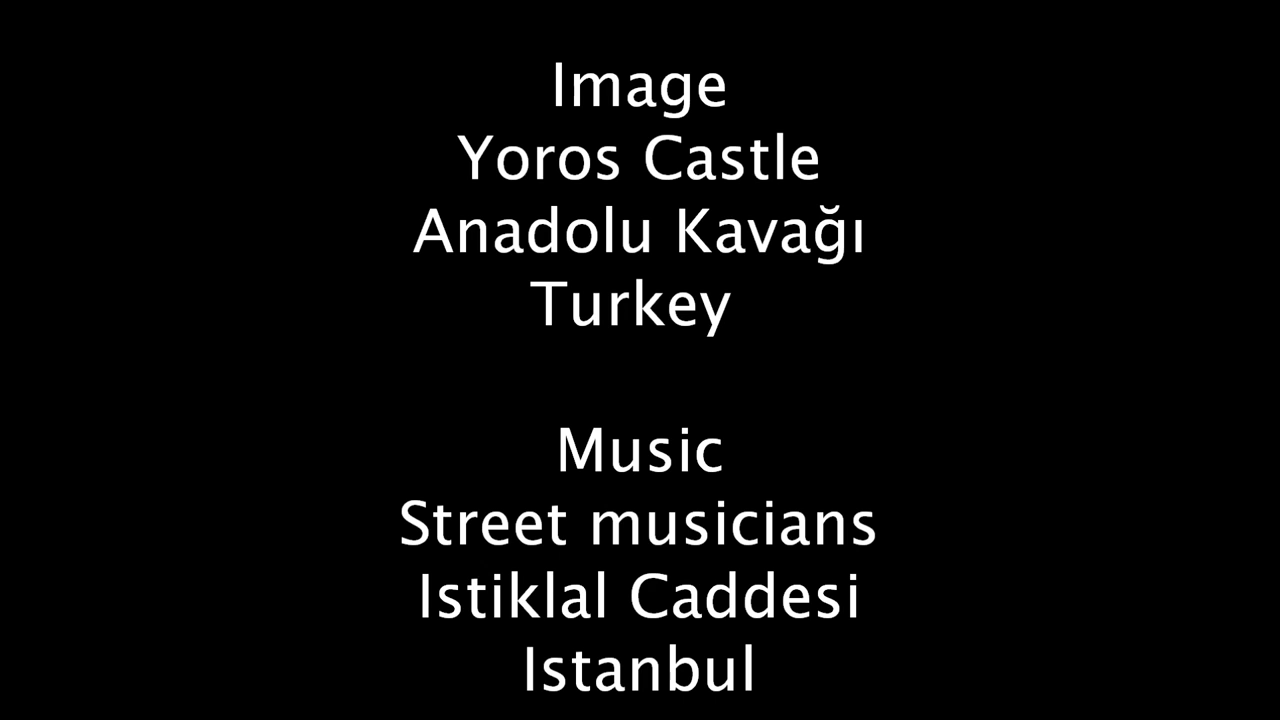 Image
Yoros Castle
Anadolu Kavağı
Turkey
Music
Street musicians
Istiklal Caddesi
Istanbul